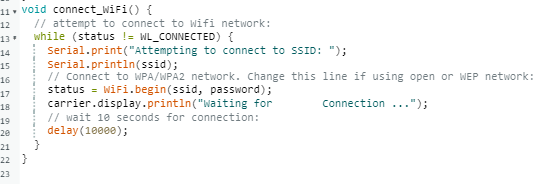 11 void connect_WiFi() {
12 // attempt to connect to Wifi network:
13 while (status != WL_CONNECTED) {
14 Serial.print("Attempting to connect to SSID: ");
15 Serial.println(ssid);
16 // Connect to WPA/WPA2 network. Change this line if using open or WEP network:
17 status = WiFi.begin(ssid, password);
18 carrier.display.println("Waiting for       Connection ...");
19 // wait 10 seconds for connection:
20 delay(10000);
21 }
22 }
23